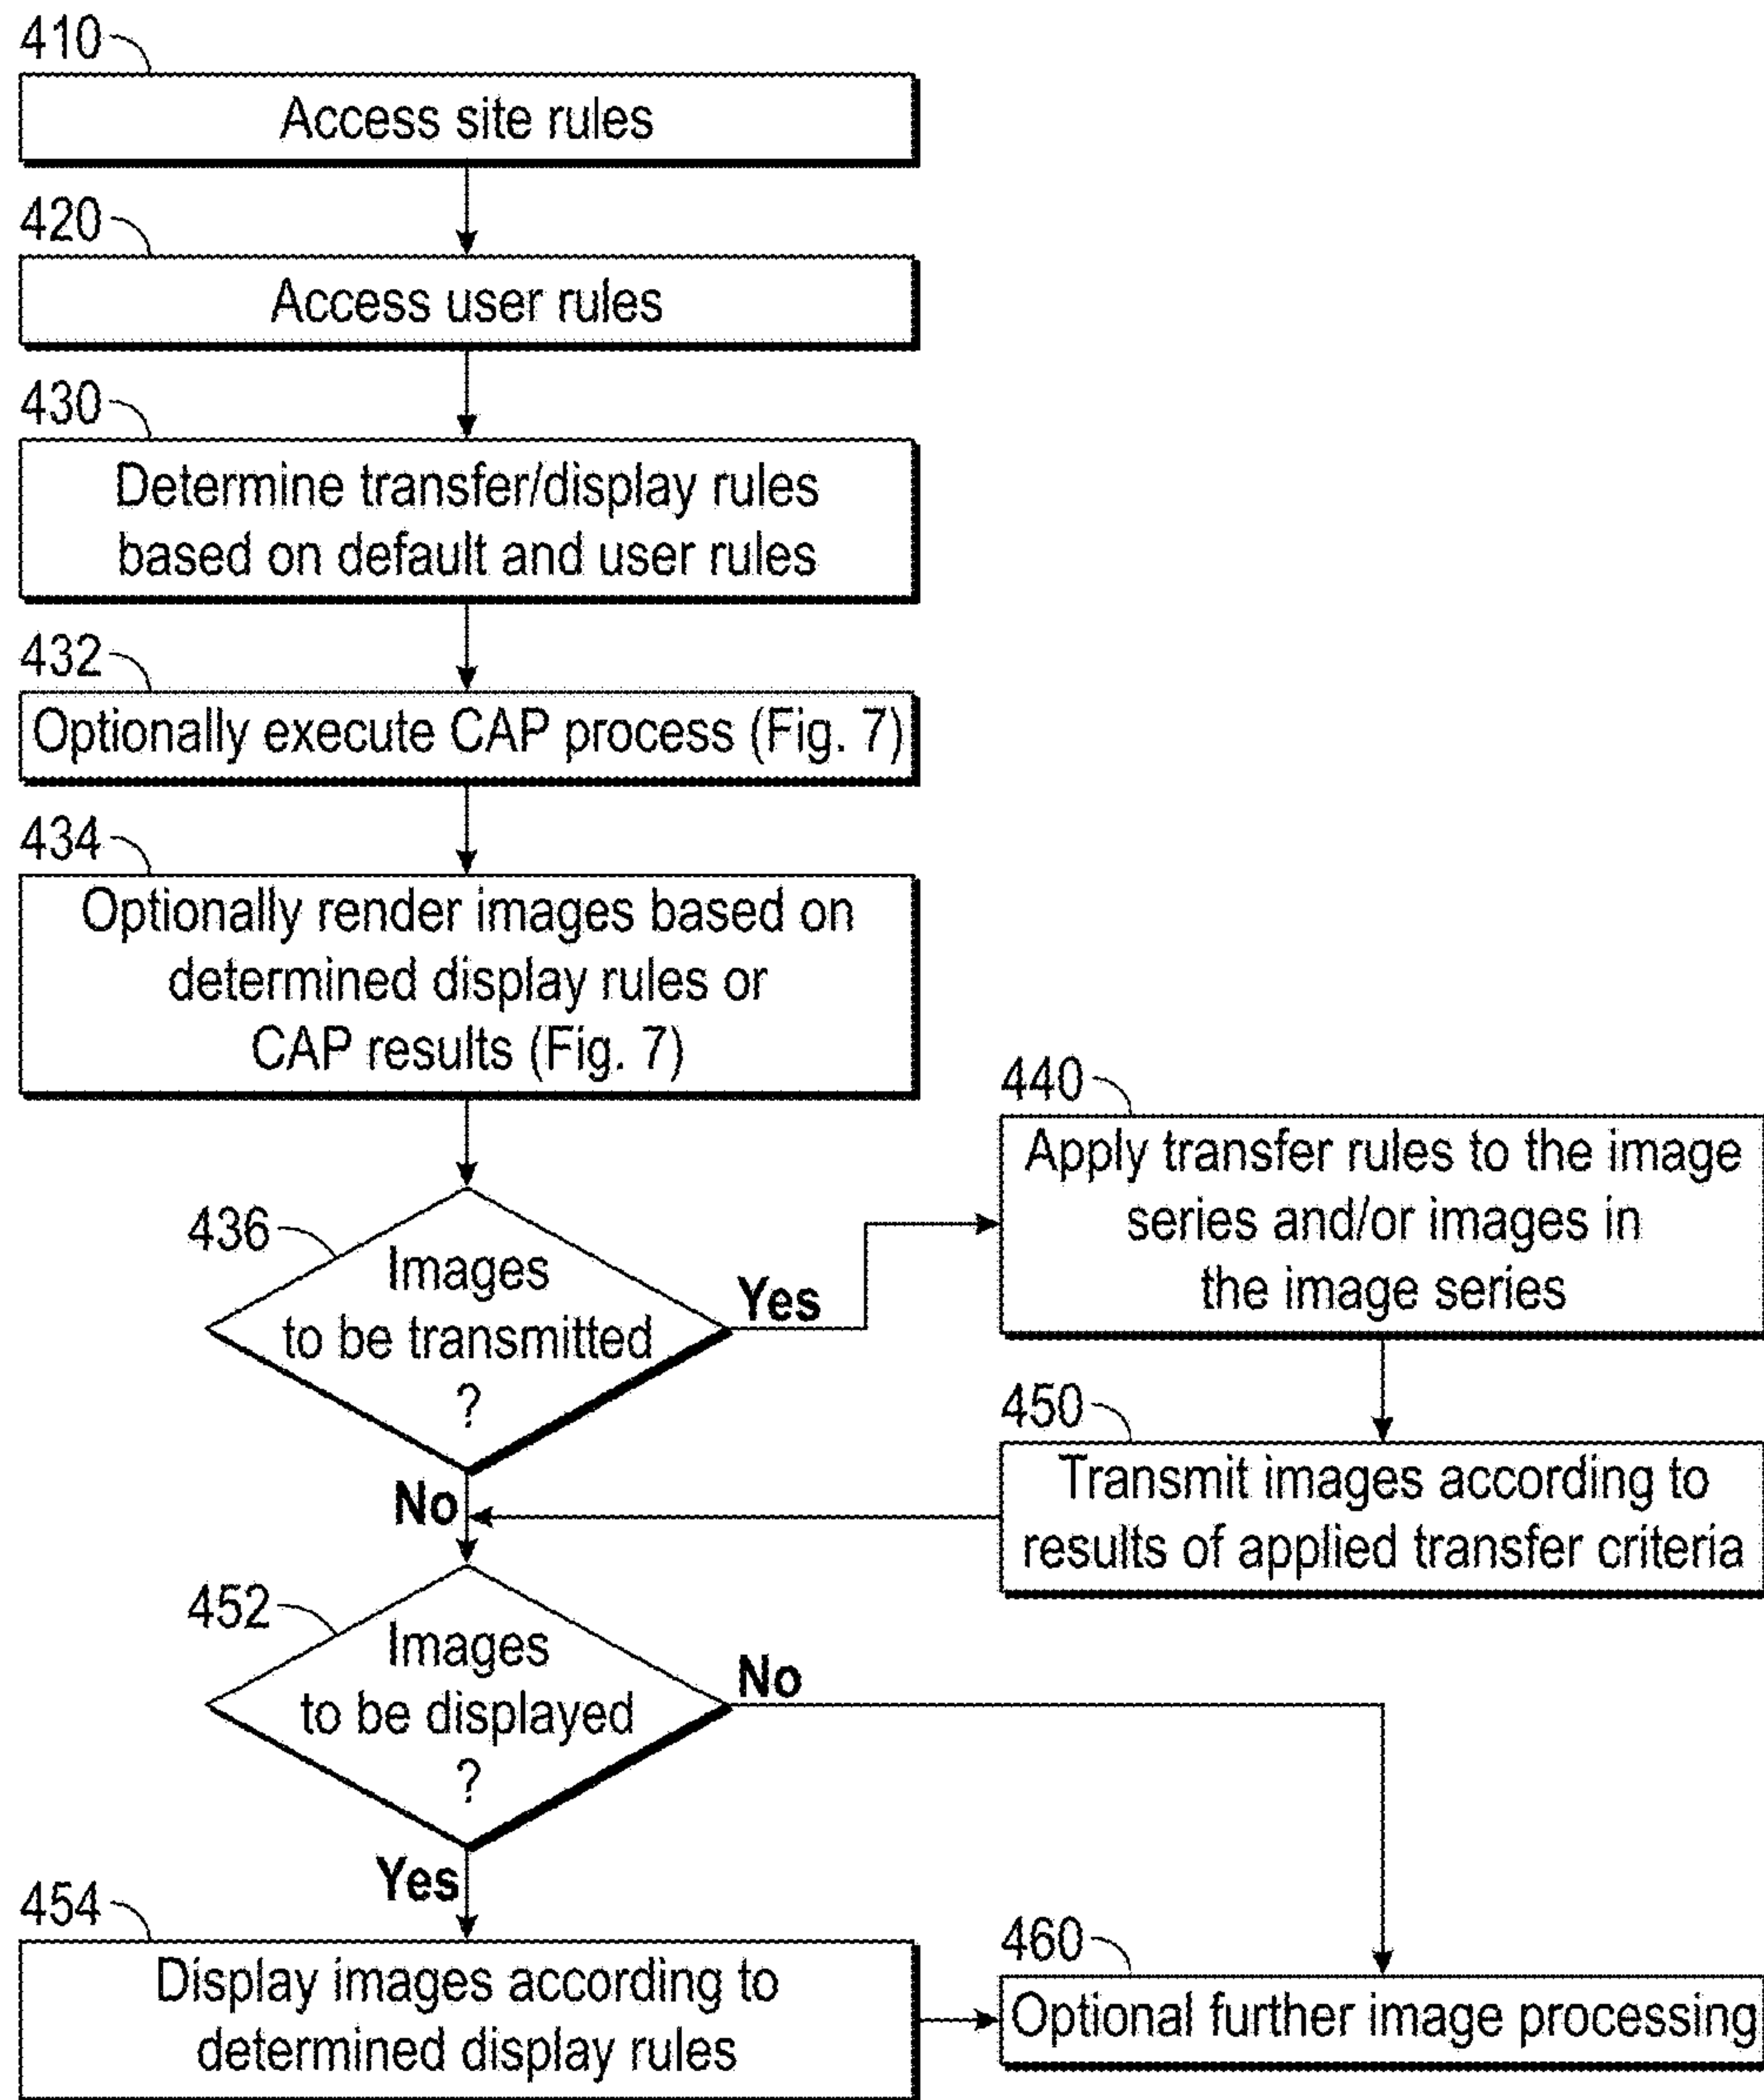 410
Access site rules
420
Access user rules
430
Determine transfer/display rules
based on default and user rules
432
Optionally execute CAP process (Fig. 7)
434
Optionally render images based on
determined display rules or
CAP results (Fig. 7)
436
Images
to be transmitted
?
Yes
No
440
Apply transfer rules to the image
series and/or images in
the image series
450
Transmit images according to
results of applied transfer criteria
452
Images
to be displayed
?
No
Yes
454
Display images according to
determined display rules
460
Optional further image processing